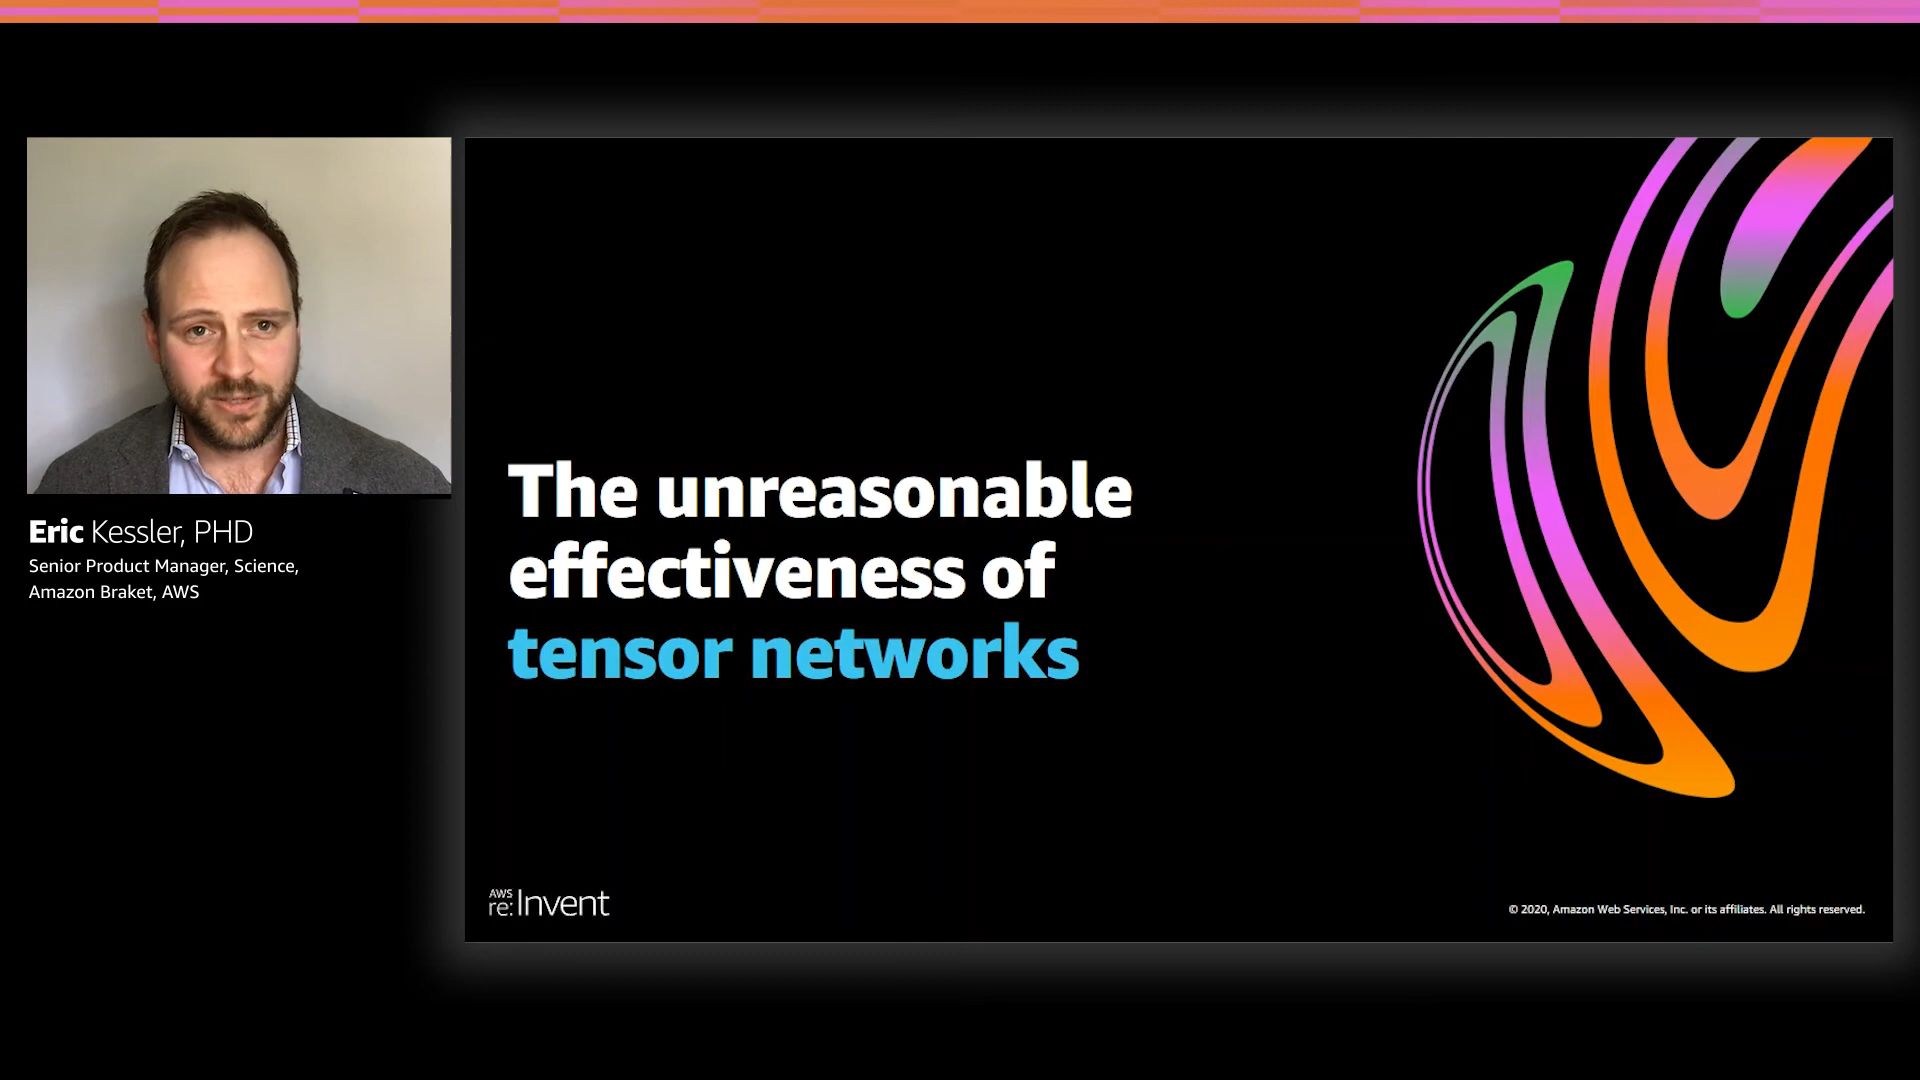 Eric Kessler, PHD
Senior Product Manager, Science,
Amazon Braket, AWS
The unreasonable
effectiveness of
tensor networks
AWS
re:Invent
© 2020, Amazon Web Services, Inc. or its affiliates. All rights reserved.